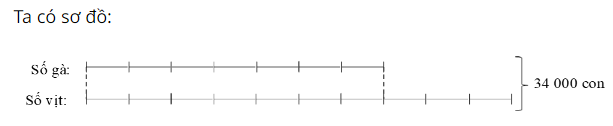 Ta có sơ đồ:
Số gà:
34 000 con
Số vịt: